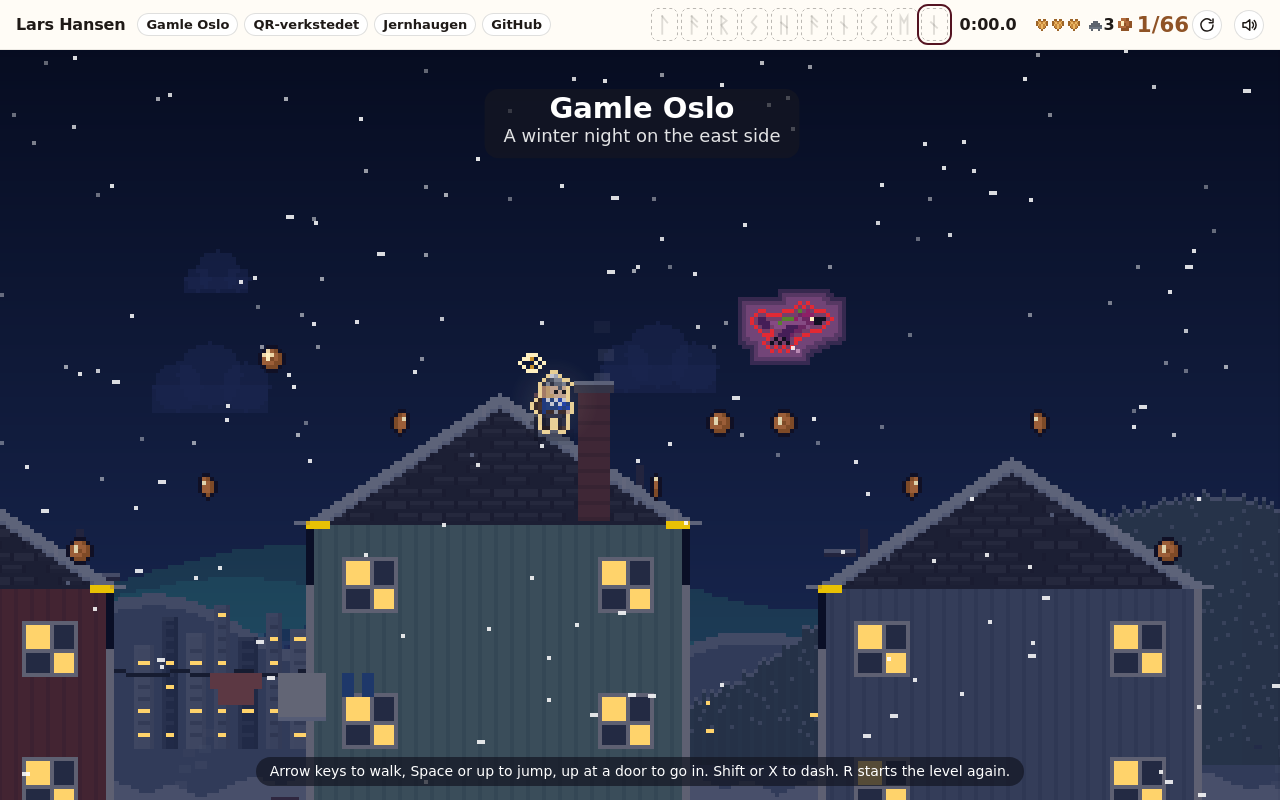 Lars Hansen Gamle Oslo QR-verkstedet Jernhaugen GitHub ᛚ ᚨ ᚱ ᛊ ᚺ ᚨ ᚾ ᛊ ᛖ ᚾ 0:00.0 3 1/66
Gamle Oslo
A winter night on the east side
Arrow keys to walk, Space or up to jump, up at a door to go in. Shift or X to dash. R starts the level again.